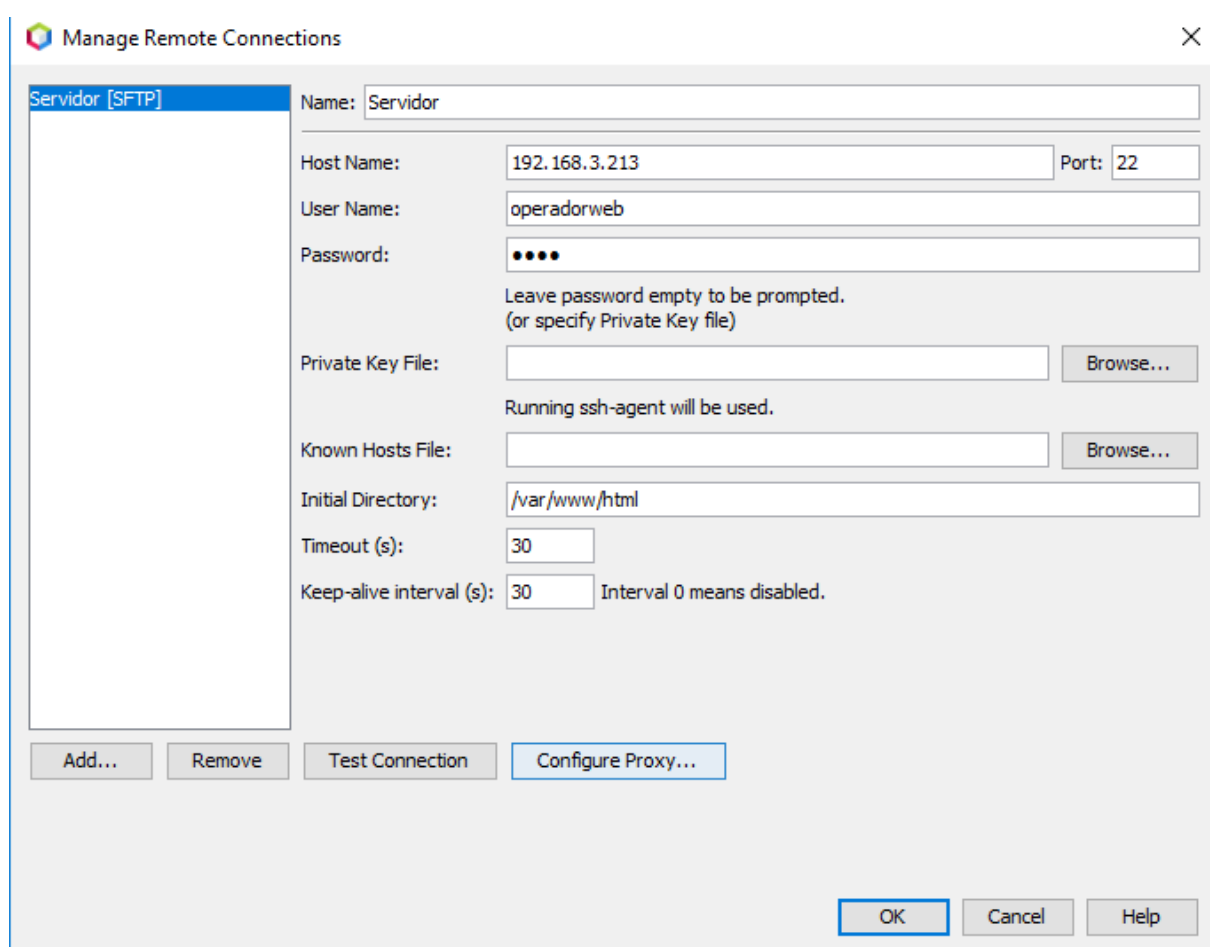 Manage Remote Connections
Servidor [SFTP]
Name: Servidor
Host Name: 192.168.3.213 Port: 22
User Name: operadorweb
Password: ••••
Leave password empty to be prompted.
(or specify Private Key file)
Private Key File: Browse...
Running ssh-agent will be used.
Known Hosts File: Browse...
Initial Directory: /var/www/html
Timeout (s): 30
Keep-alive interval (s): 30 Interval 0 means disabled.
Add... Remove Test Connection Configure Proxy...
OK Cancel Help